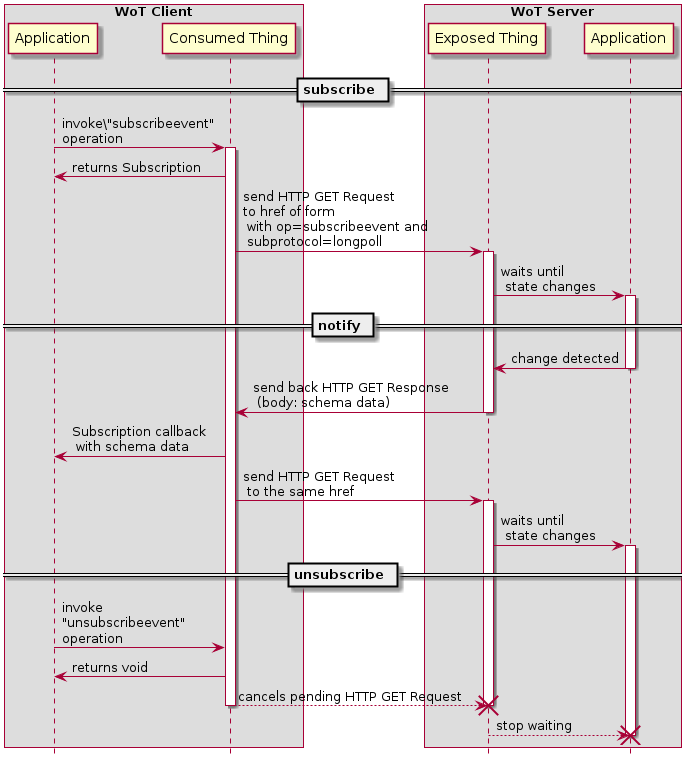 WoT Client
WoT Server
Application
Consumed Thing
Exposed Thing
Application
subscribe
invoke\"subscribeevent"
operation
returns Subscription
send HTTP GET Request
to href of form
with op=subscribeevent and
subprotocol=longpoll
waits until
state changes
notify
change detected
send back HTTP GET Response
(body: schema data)
Subscription callback
with schema data
send HTTP GET Request
to the same href
waits until
state changes
unsubscribe
invoke
"unsubscribeevent"
operation
returns void
cancels pending HTTP GET Request
stop waiting